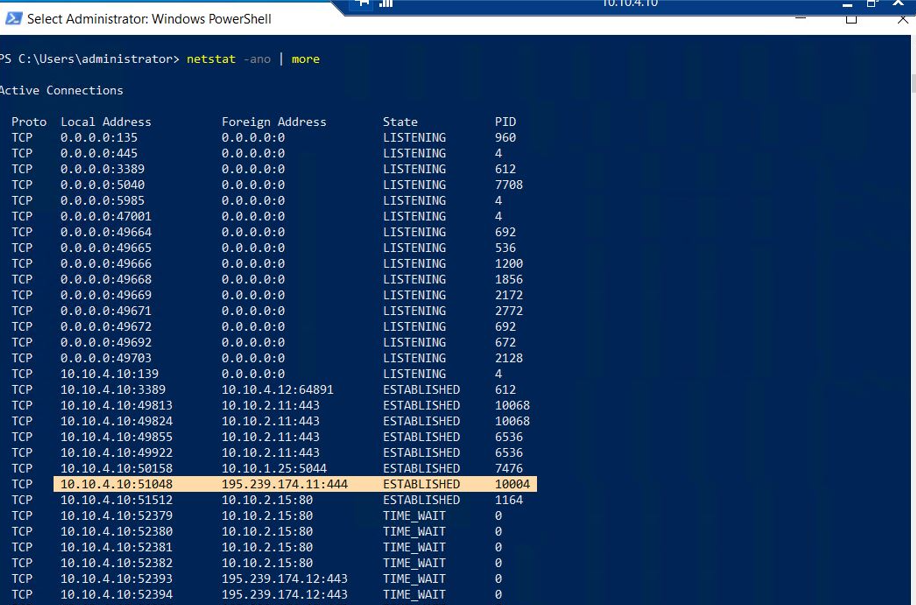 10.10.4.10
Select Administrator: Windows PowerShell
PS C:\Users\administrator> netstat -ano | more
Active Connections
Proto Local Address Foreign Address State PID
TCP 0.0.0.0:135 0.0.0.0:0 LISTENING 960
TCP 0.0.0.0:445 0.0.0.0:0 LISTENING 4
TCP 0.0.0.0:3389 0.0.0.0:0 LISTENING 612
TCP 0.0.0.0:5040 0.0.0.0:0 LISTENING 7708
TCP 0.0.0.0:5985 0.0.0.0:0 LISTENING 4
TCP 0.0.0.0:47001 0.0.0.0:0 LISTENING 4
TCP 0.0.0.0:49664 0.0.0.0:0 LISTENING 692
TCP 0.0.0.0:49665 0.0.0.0:0 LISTENING 536
TCP 0.0.0.0:49666 0.0.0.0:0 LISTENING 1200
TCP 0.0.0.0:49668 0.0.0.0:0 LISTENING 1856
TCP 0.0.0.0:49669 0.0.0.0:0 LISTENING 2172
TCP 0.0.0.0:49671 0.0.0.0:0 LISTENING 2772
TCP 0.0.0.0:49672 0.0.0.0:0 LISTENING 692
TCP 0.0.0.0:49692 0.0.0.0:0 LISTENING 672
TCP 0.0.0.0:49703 0.0.0.0:0 LISTENING 2128
TCP 10.10.4.10:139 0.0.0.0:0 LISTENING 4
TCP 10.10.4.10:3389 10.10.4.12:64891 ESTABLISHED 612
TCP 10.10.4.10:49813 10.10.2.11:443 ESTABLISHED 10068
TCP 10.10.4.10:49824 10.10.2.11:443 ESTABLISHED 10068
TCP 10.10.4.10:49855 10.10.2.11:443 ESTABLISHED 6536
TCP 10.10.4.10:49922 10.10.2.11:443 ESTABLISHED 6536
TCP 10.10.4.10:50158 10.10.1.25:5044 ESTABLISHED 7476
TCP 10.10.4.10:51048 195.239.174.11:444 ESTABLISHED 10004
TCP 10.10.4.10:51512 10.10.2.15:80 ESTABLISHED 1164
TCP 10.10.4.10:52379 10.10.2.15:80 TIME_WAIT 0
TCP 10.10.4.10:52380 10.10.2.15:80 TIME_WAIT 0
TCP 10.10.4.10:52381 10.10.2.15:80 TIME_WAIT 0
TCP 10.10.4.10:52382 10.10.2.15:80 TIME_WAIT 0
TCP 10.10.4.10:52393 195.239.174.12:443 TIME_WAIT 0
TCP 10.10.4.10:52394 195.239.174.12:443 TIME_WAIT 0